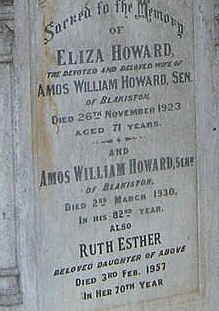 Sacred to the Memory
OF
ELIZA HOWARD,
THE DEVOTED AND BELOVED WIFE OF
AMOS WILLIAM HOWARD, SEN.
OF BLAKISTON.
DIED 26TH NOVEMBER 1923
AGED 71 YEARS.
AND
AMOS WILLIAM HOWARD, SENR
OF BLAKISTON.
DIED 2ND MARCH 1930,
IN HIS 82ND YEAR.
ALSO
RUTH ESTHER
BELOVED DAUGHTER OF ABOVE
DIED 3RD FEB. 1957
IN HER 70TH YEAR